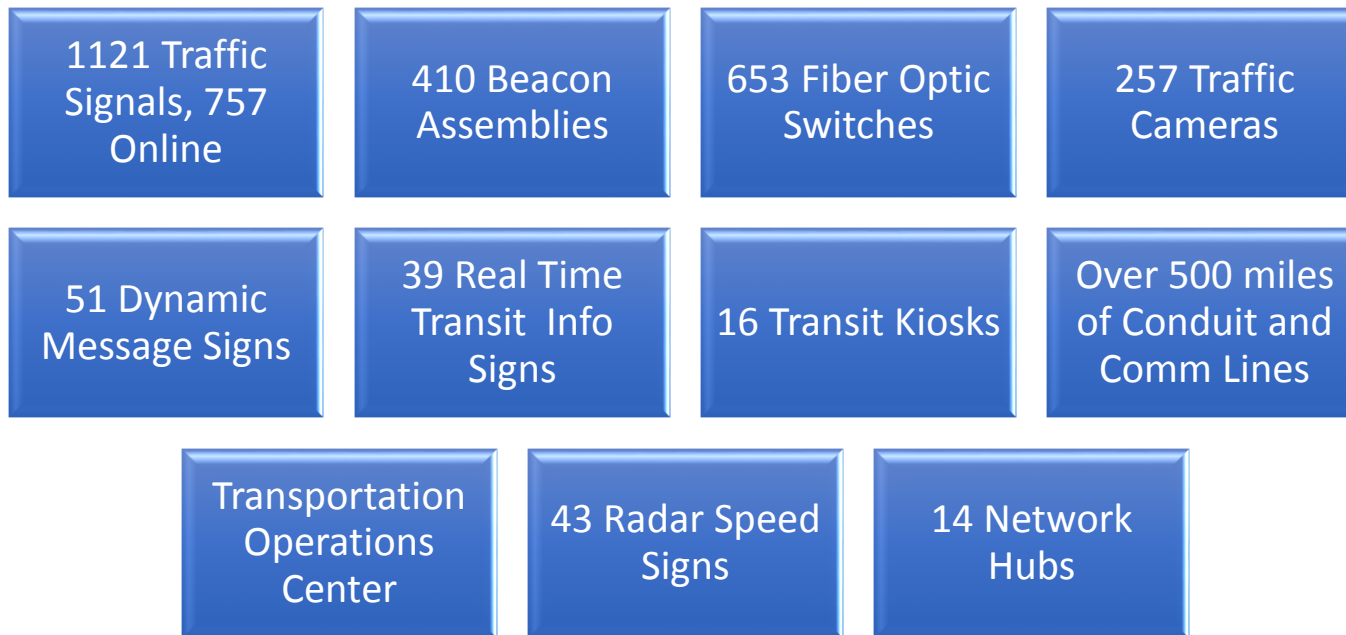 1121 Traffic
Signals, 757
Online
410 Beacon
Assemblies
653 Fiber Optic
Switches
257 Traffic
Cameras
51 Dynamic
Message Signs
39 Real Time
Transit  Info
Signs
16 Transit Kiosks
Over 500 miles
of Conduit and
Comm Lines
Transportation
Operations
Center
43 Radar Speed
Signs
14 Network
Hubs